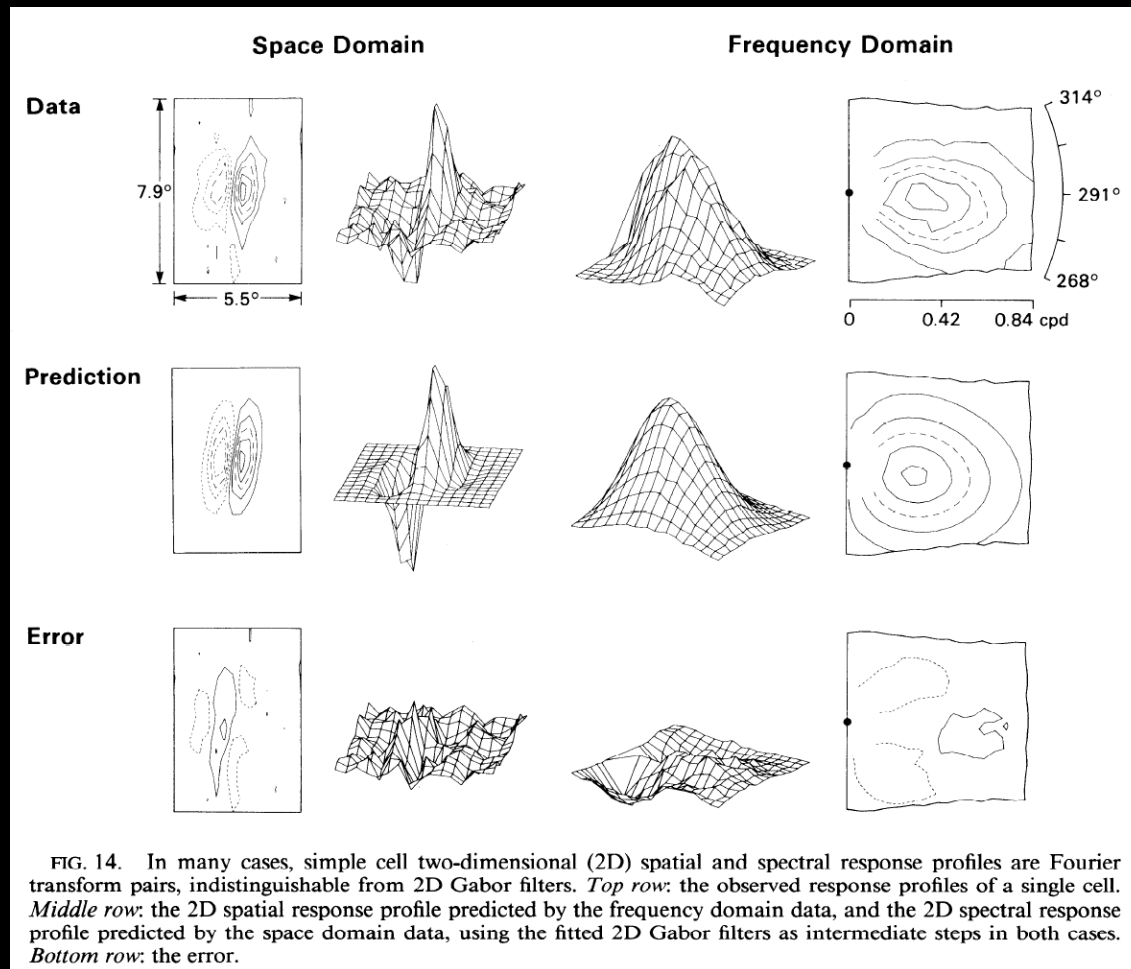 Space Domain
Frequency Domain
Data
7.9°
5.5°
314°
291°
268°
0 0.42 0.84 cpd
Prediction
Error
FIG. 14. In many cases, simple cell two-dimensional (2D) spatial and spectral response profiles are Fourier
transform pairs, indistinguishable from 2D Gabor filters. Top row: the observed response profiles of a single cell.
Middle row: the 2D spatial response profile predicted by the frequency domain data, and the 2D spectral response
profile predicted by the space domain data, using the fitted 2D Gabor filters as intermediate steps in both cases.
Bottom row: the error.